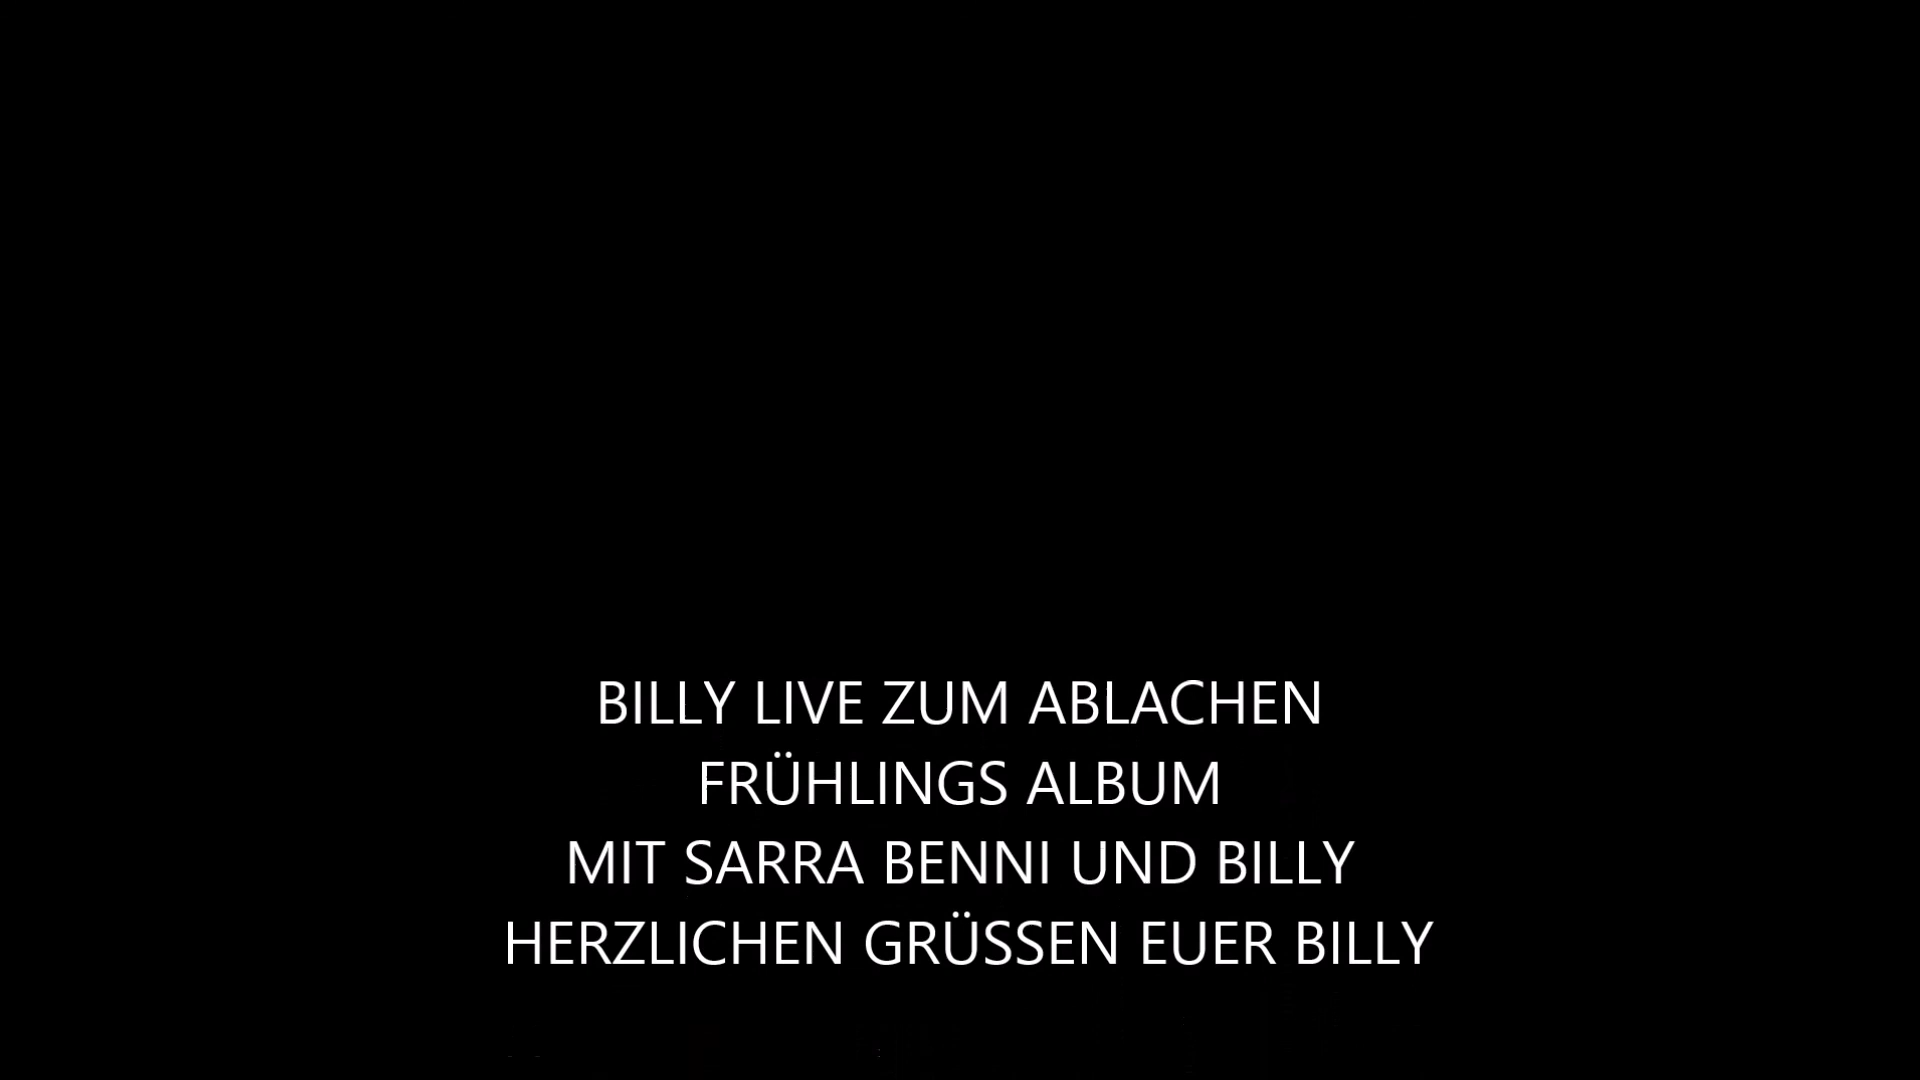 BILLY LIVE ZUM ABLACHEN
FRÜHLINGS ALBUM
MIT SARRA BENNI UND BILLY
HERZLICHEN GRÜSSEN EUER BILLY